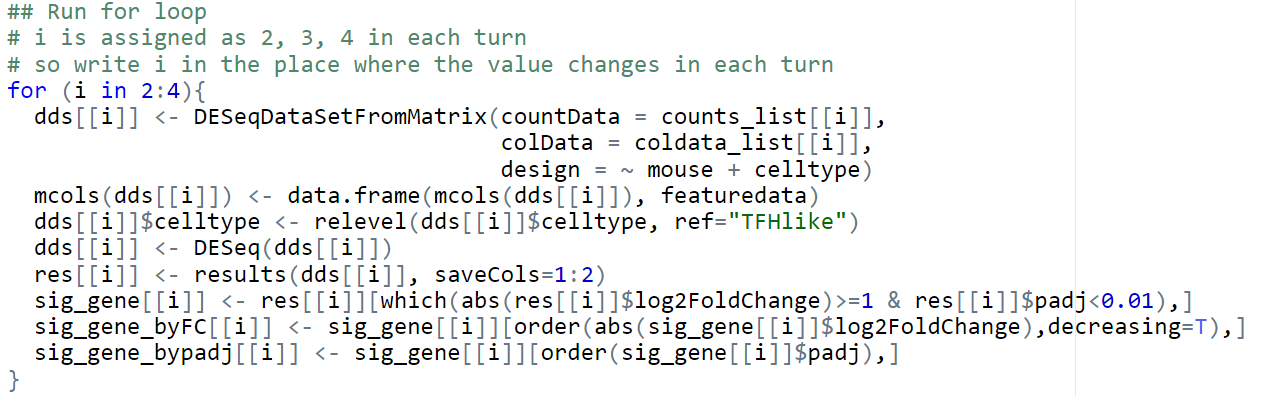 ## Run for loop
# i is assigned as 2, 3, 4 in each turn
# so write i in the place where the value changes in each turn
for (i in 2:4){
  dds[[i]] <- DESeqDataSetFromMatrix(countData = counts_list[[i]],
                                     colData = coldata_list[[i]],
                                     design = ~ mouse + celltype)
  mcols(dds[[i]]) <- data.frame(mcols(dds[[i]]), featuredata)
  dds[[i]]$celltype <- relevel(dds[[i]]$celltype, ref="TFHlike")
  dds[[i]] <- DESeq(dds[[i]])
  res[[i]] <- results(dds[[i]], saveCols=1:2)
  sig_gene[[i]] <- res[[i]][which(abs(res[[i]]$log2FoldChange)>=1 & res[[i]]$padj<0.01),]
  sig_gene_byFC[[i]] <- sig_gene[[i]][order(abs(sig_gene[[i]]$log2FoldChange),decreasing=T),]
  sig_gene_bypadj[[i]] <- sig_gene[[i]][order(sig_gene[[i]]$padj),]
}